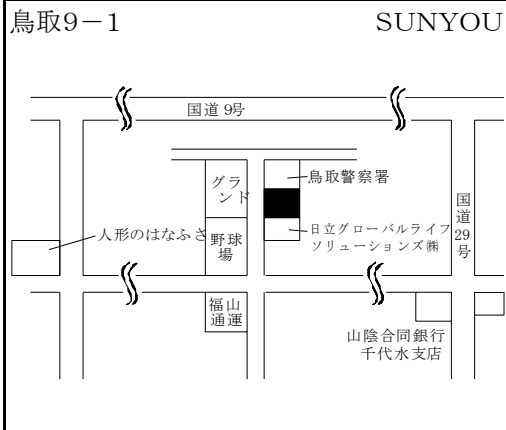 鳥取9－1
SUNYOU
国道 9号
グラ
ンド
鳥取警察署
国道29号
人形のはなふさ
野球
場
日立グローバルライフ
ソリューションズ㈱
福山
通運
山陰合同銀行
千代水支店